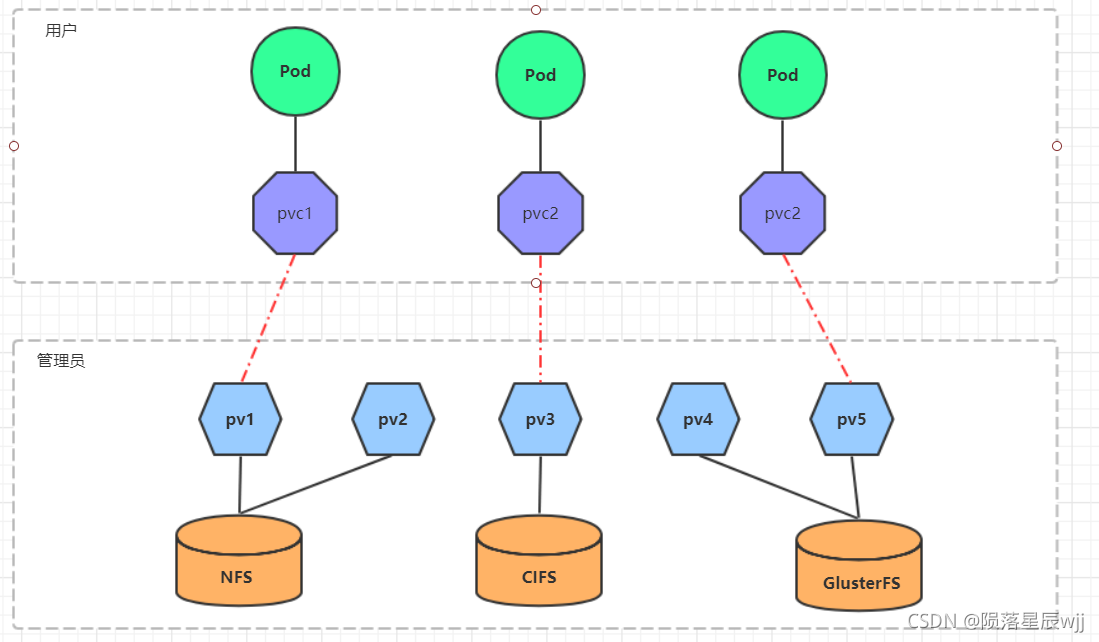 用户
Pod
Pod
Pod
pvc1
pvc2
pvc2
管理员
pv1
pv2
pv3
pv4
pv5
NFS
CIFS
GlusterFS
CSDN @陨落星辰wjj